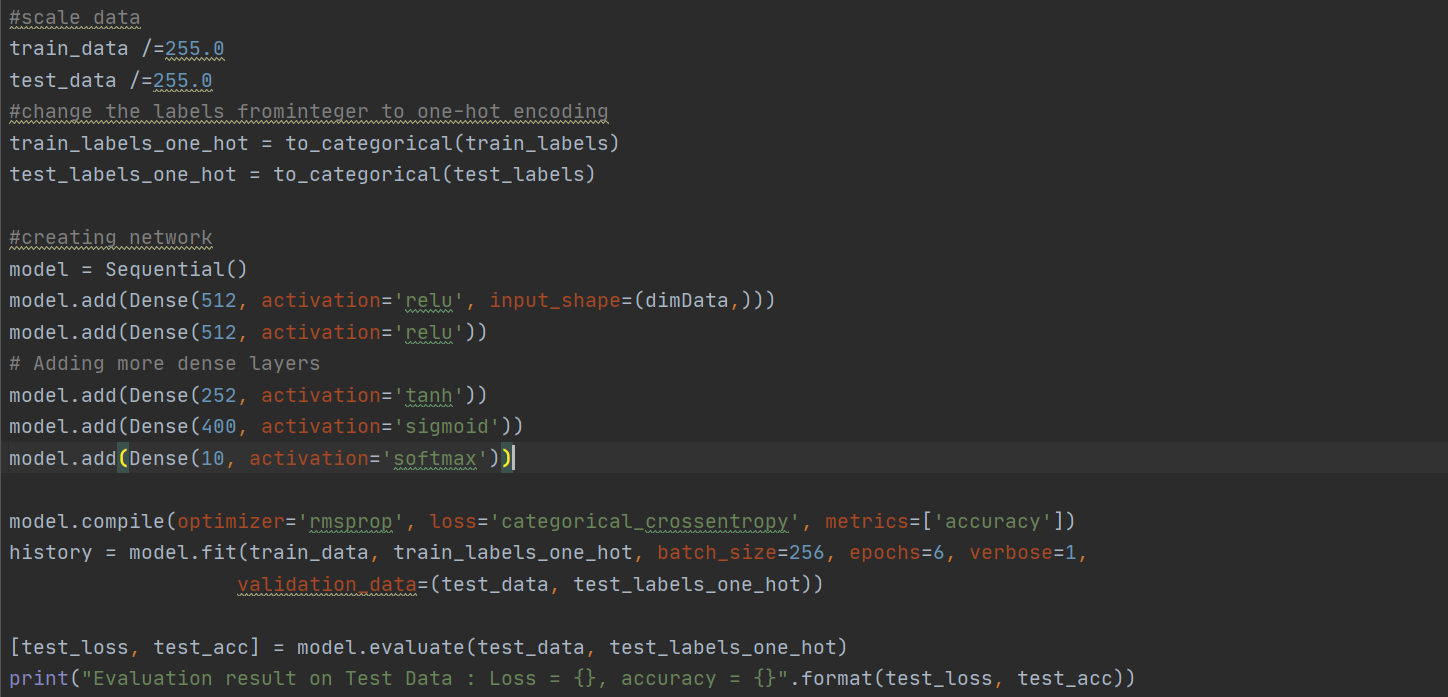 #scale data
train_data /=255.0
test_data /=255.0
#change the labels frominteger to one-hot encoding
train_labels_one_hot = to_categorical(train_labels)
test_labels_one_hot = to_categorical(test_labels)
#creating network
model = Sequential()
model.add(Dense(512, activation='relu', input_shape=(dimData,)))
model.add(Dense(512, activation='relu'))
# Adding more dense layers
model.add(Dense(252, activation='tanh'))
model.add(Dense(400, activation='sigmoid'))
model.add(Dense(10, activation='softmax'))
model.compile(optimizer='rmsprop', loss='categorical_crossentropy', metrics=['accuracy'])
history = model.fit(train_data, train_labels_one_hot, batch_size=256, epochs=6, verbose=1,
validation_data=(test_data, test_labels_one_hot))
[test_loss, test_acc] = model.evaluate(test_data, test_labels_one_hot)
print("Evaluation result on Test Data : Loss = {}, accuracy = {}".format(test_loss, test_acc))